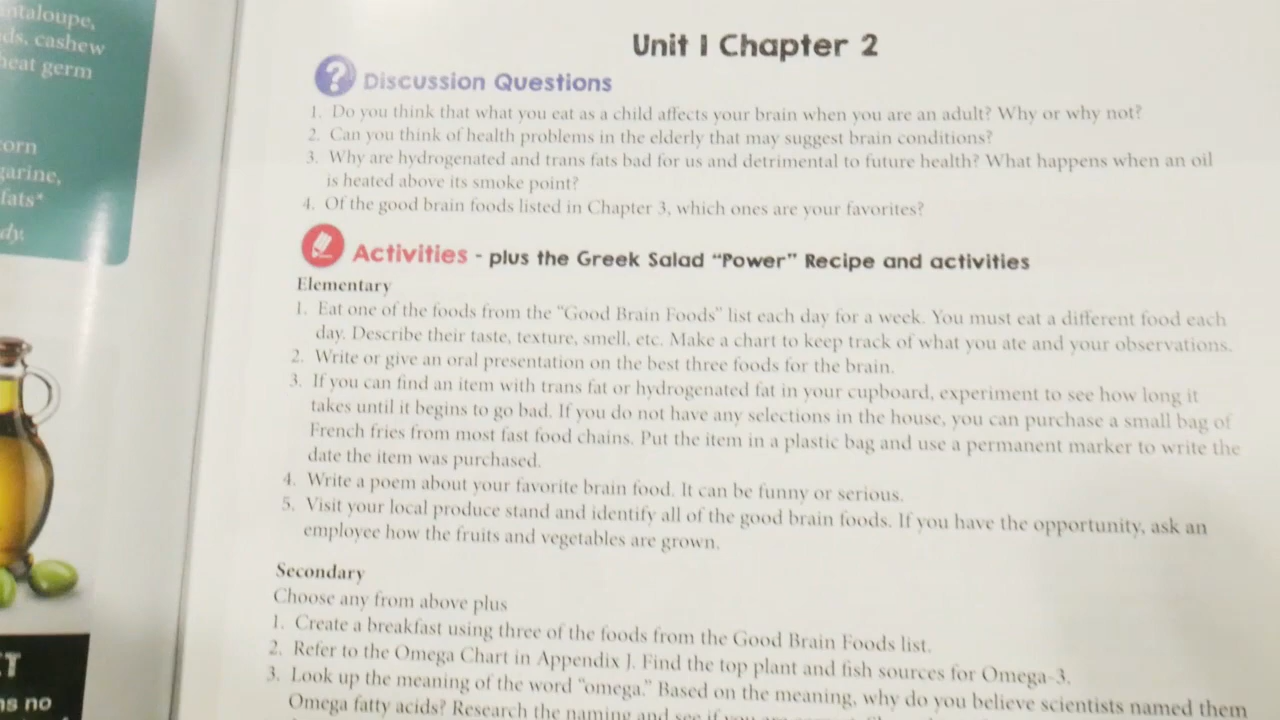 ntaloupe,
ds, cashew
heat germ
orn
garine,
fats*
dy.
T
ns no
Unit 1 Chapter 2
? Discussion Questions
1. Do you think that what you eat as a child affects your brain when you are an adult? Why or why not?
2. Can you think of health problems in the elderly that may suggest brain conditions?
3. Why are hydrogenated and trans fats bad for us and detrimental to future health? What happens when an oil
is heated above its smoke point?
4. Of the good brain foods listed in Chapter 3, which ones are your favorites?
Activities - plus the Greek Salad "Power" Recipe and activities
Elementary
1. Eat one of the foods from the "Good Brain Foods" list each day for a week. You must eat a different food each
day. Describe their taste, texture, smell, etc. Make a chart to keep track of what you ate and your observations.
2. Write or give an oral presentation on the best three foods for the brain.
3. If you can find an item with trans fat or hydrogenated fat in your cupboard, experiment to see how long it
takes until it begins to go bad. If you do not have any selections in the house, you can purchase a small bag of
French fries from most fast food chains. Put the item in a plastic bag and use a permanent marker to write the
date the item was purchased.
4. Write a poem about your favorite brain food. It can be funny or serious.
5. Visit your local produce stand and identify all of the good brain foods. If you have the opportunity, ask an
employee how the fruits and vegetables are grown.
Secondary
Choose any from above plus
1. Create a breakfast using three of the foods from the Good Brain Foods list.
2. Refer to the Omega Chart in Appendix J. Find the top plant and fish sources for Omega-3.
3. Look up the meaning of the word "omega." Based on the meaning, why do you believe scientists named them
Omega fatty acids? Research the naming and see if you